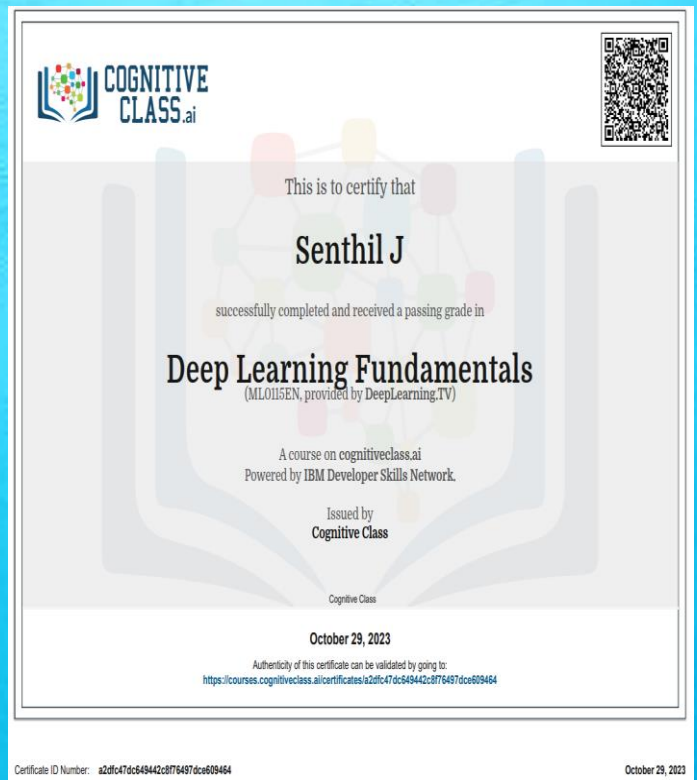 COGNITIVE
CLASS.ai
This is to certify that
Senthil J
successfully completed and received a passing grade in
Deep Learning Fundamentals
(ML0115EN, provided by DeepLearning.TV)
A course on cognitiveclass.ai
Powered by IBM Developer Skills Network.
Issued by
Cognitive Class
Cognitive Class
October 29, 2023
Authenticity of this certificate can be validated by going to:
https://courses.cognitiveclass.ai/certificates/a2dfc47dc649442c8f76497dce609464
Certificate ID Number: a2dfc47dc649442c8f76497dce609464
October 29, 2023